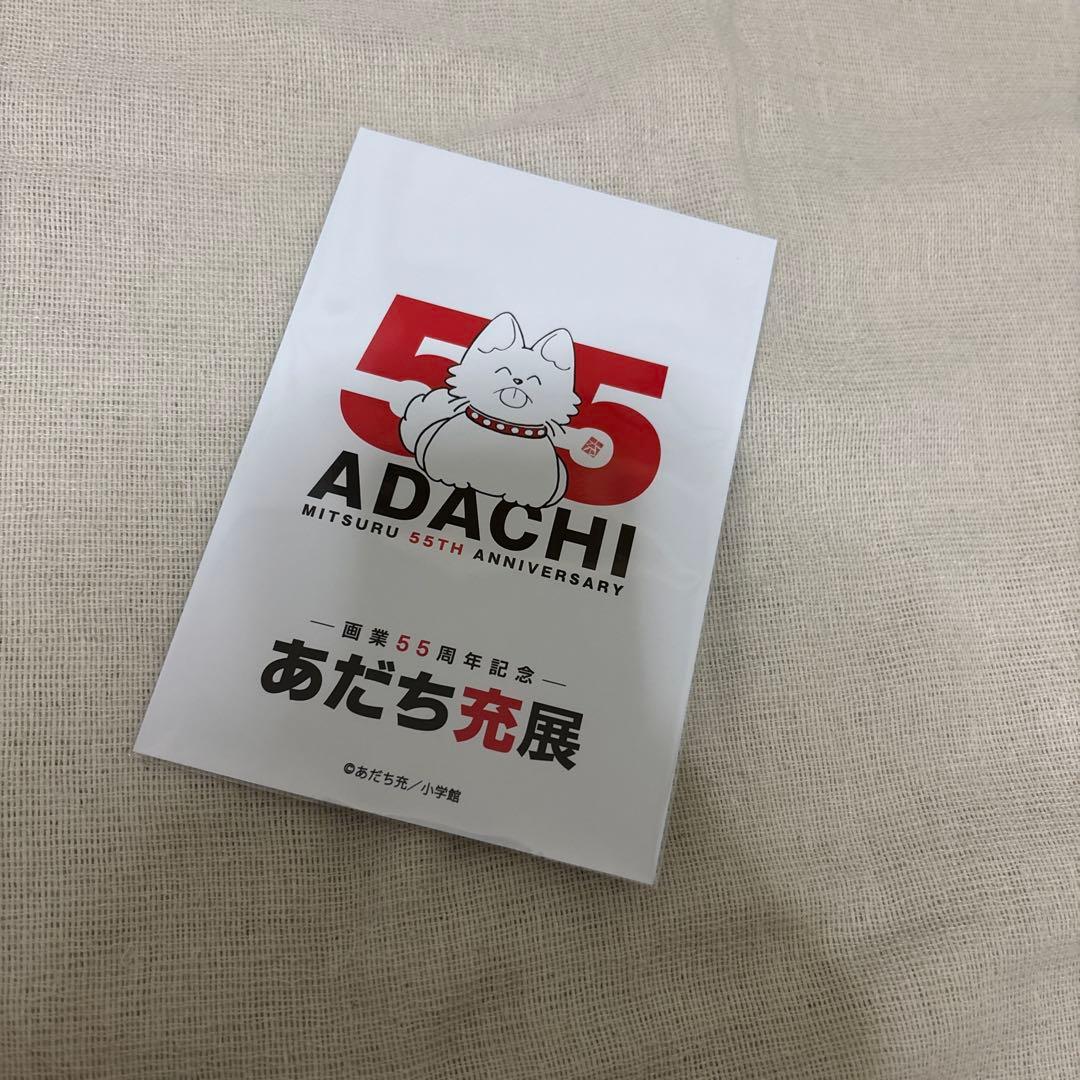 55
ADACHI
MITSURU 55TH ANNIVERSARY
画業55周年記念
あだち充展
©あだち充／小学館